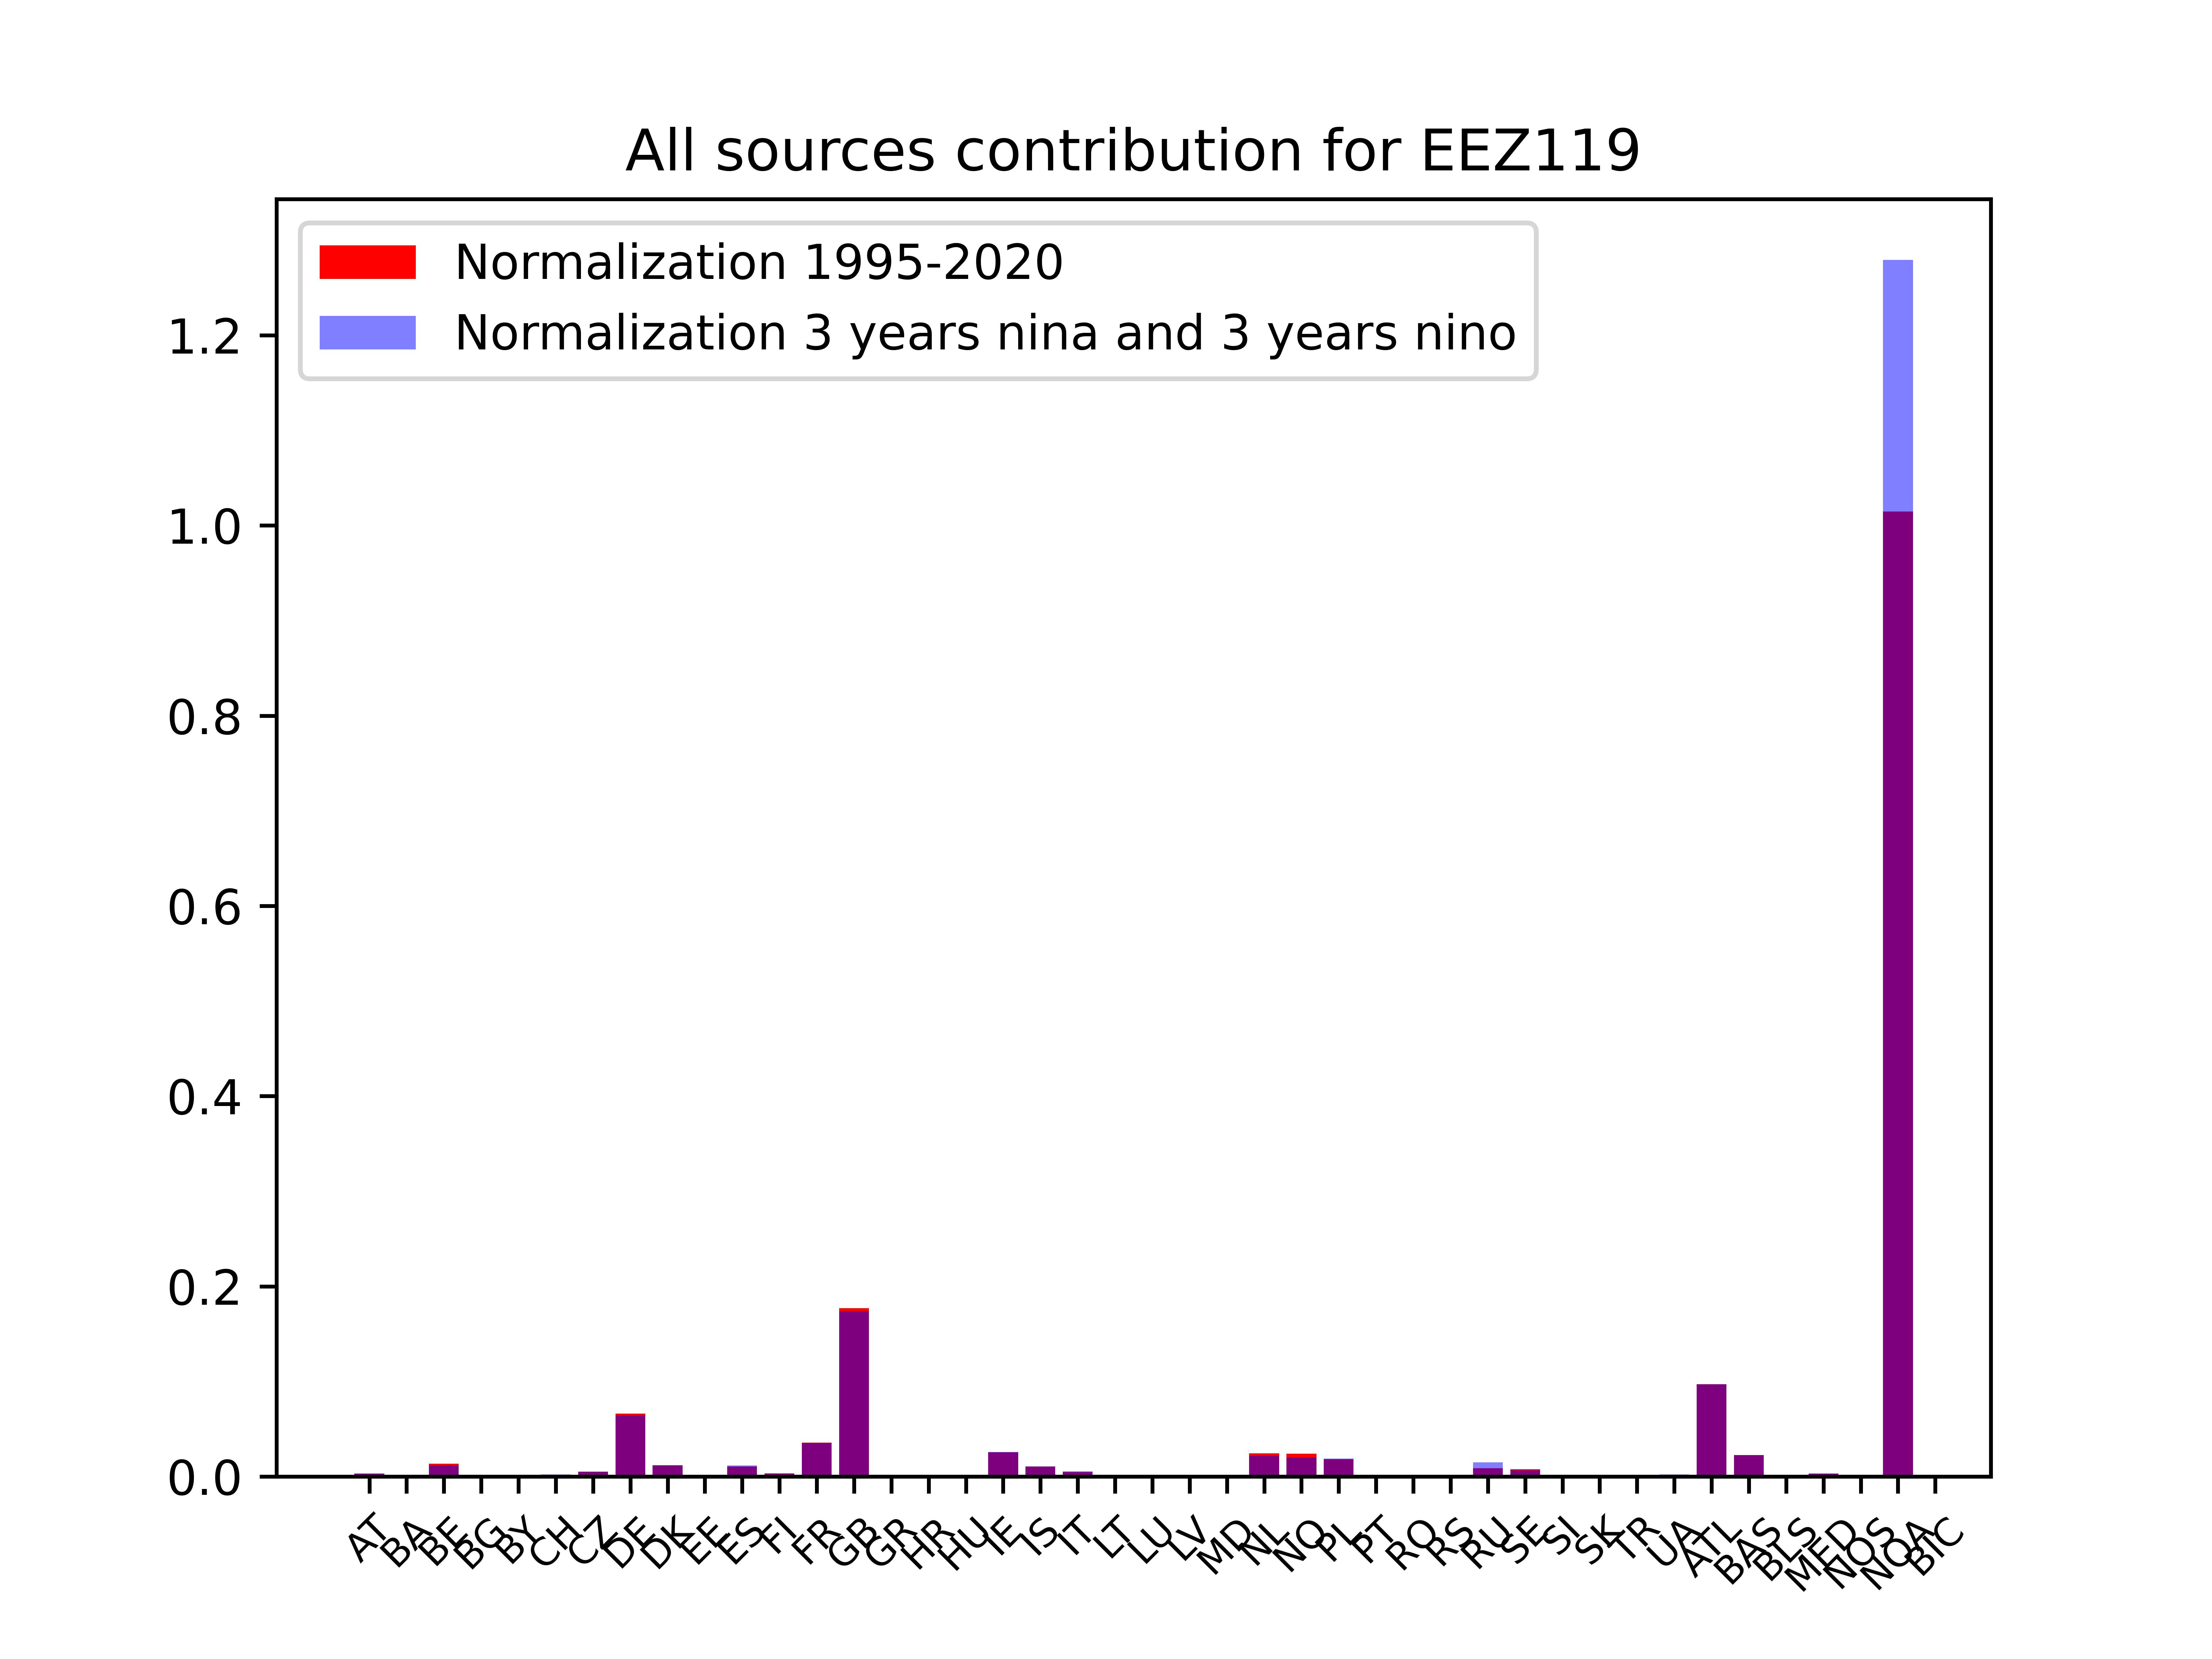 All sources contribution for EEZ119
Normalization 1995-2020
Normalization 3 years nina and 3 years nino
1.2
1.0
0.8
0.6
0.4
0.2
0.0
AT
BA
BE
BG
BY
CH
CZ
DE
DK
EE
ES
FI
FR
GB
GR
HR
HU
IE
IS
IT
LT
LU
LV
MD
NL
NO
PL
PT
RO
RS
RU
SE
SI
SK
TR
UA
ATL
BAS
BLS
MED
NOS
NOA
BIC